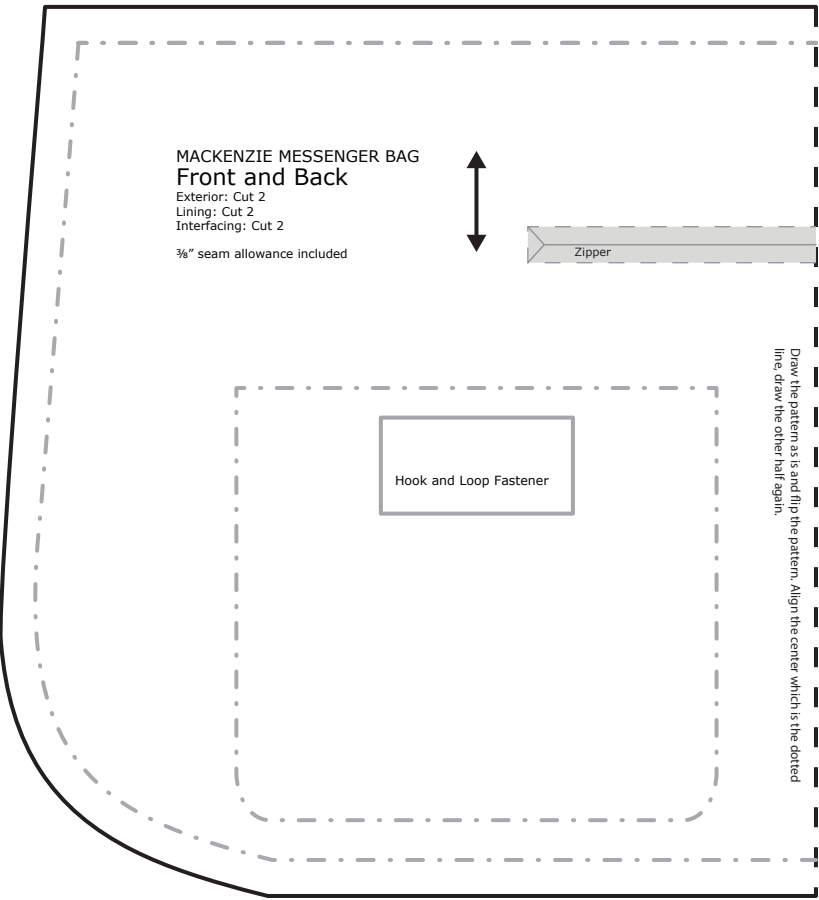 MACKENZIE MESSENGER BAG
Front and Back
Exterior: Cut 2
Lining: Cut 2
Interfacing: Cut 2
⅜” seam allowance included
Zipper
Hook and Loop Fastener
Draw the pattern as is and flip the pattern. Align the center which is the dotted
line, draw the other half again.